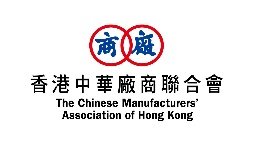 商廠
香港中華廠商聯合會
The Chinese Manufacturers'
Association of Hong Kong